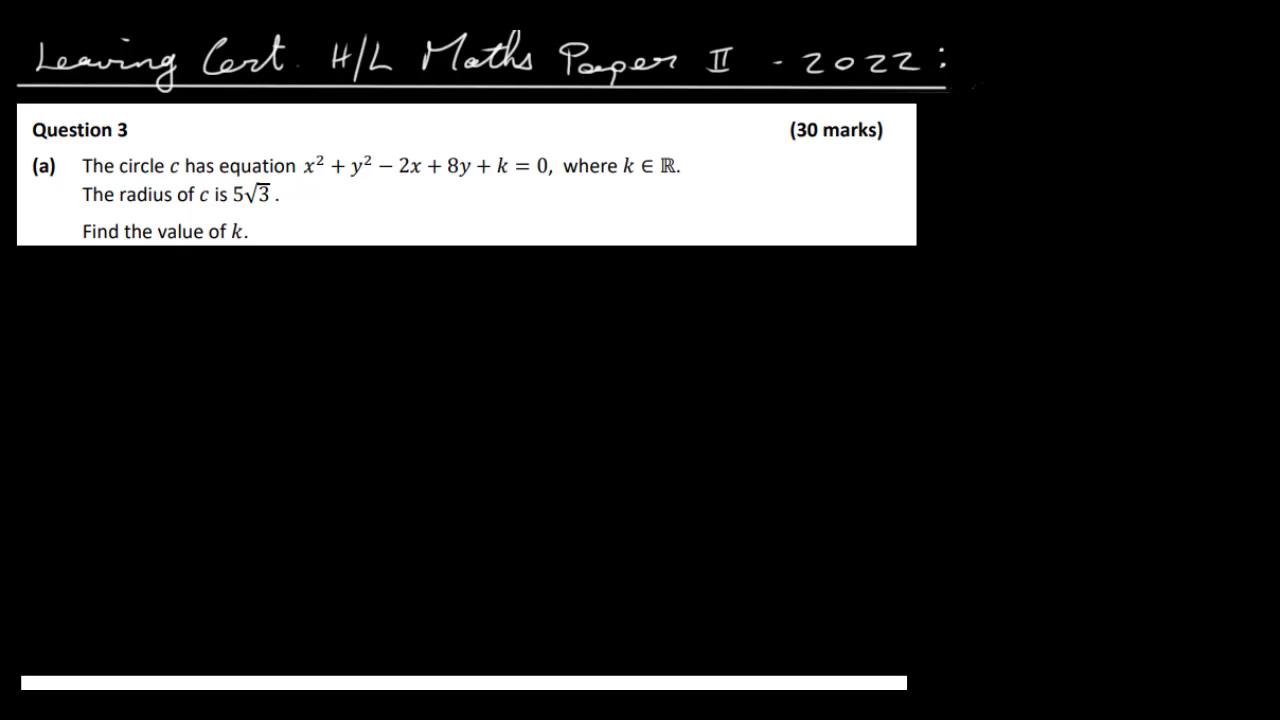 Leaving Cert. H/L Maths Paper II - 2022:
Question 3 (30 marks)
(a) The circle c has equation x² + y² − 2x + 8y + k = 0, where k ∈ ℝ.
The radius of c is 5√3 .
Find the value of k.